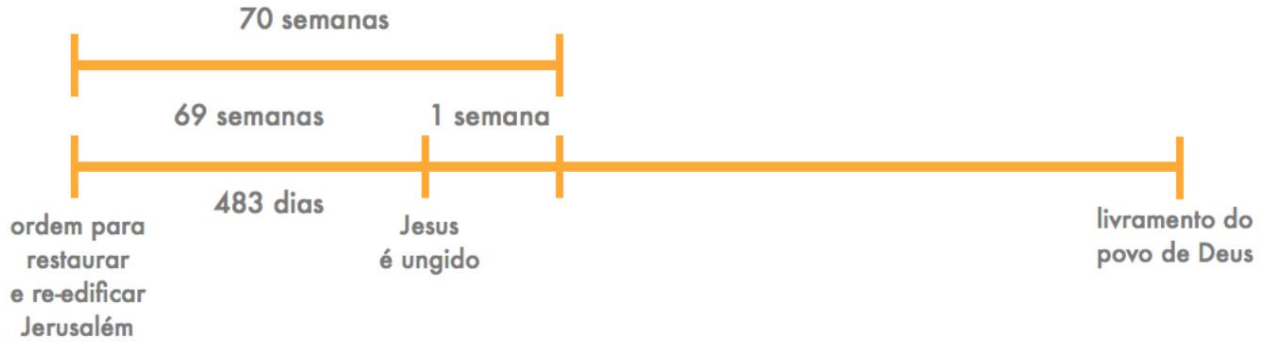 70 semanas
69 semanas
1 semana
483 dias
ordem para
restaurar
e re-edificar
Jerusalém
Jesus
é ungido
livramento do
povo de Deus